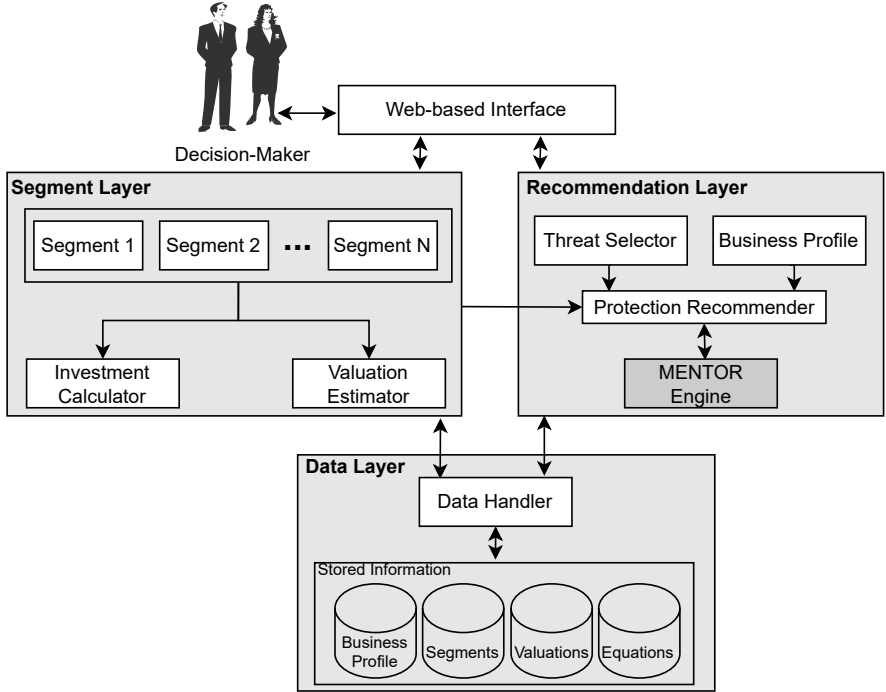 Web-based Interface
Decision-Maker
Segment Layer
Segment 1
Segment 2
...
Segment N
Investment
Calculator
Valuation
Estimator
Recommendation Layer
Threat Selector
Business Profile
Protection Recommender
MENTOR
Engine
Data Layer
Data Handler
Stored Information
Business
Profile
Segments
Valuations
Equations